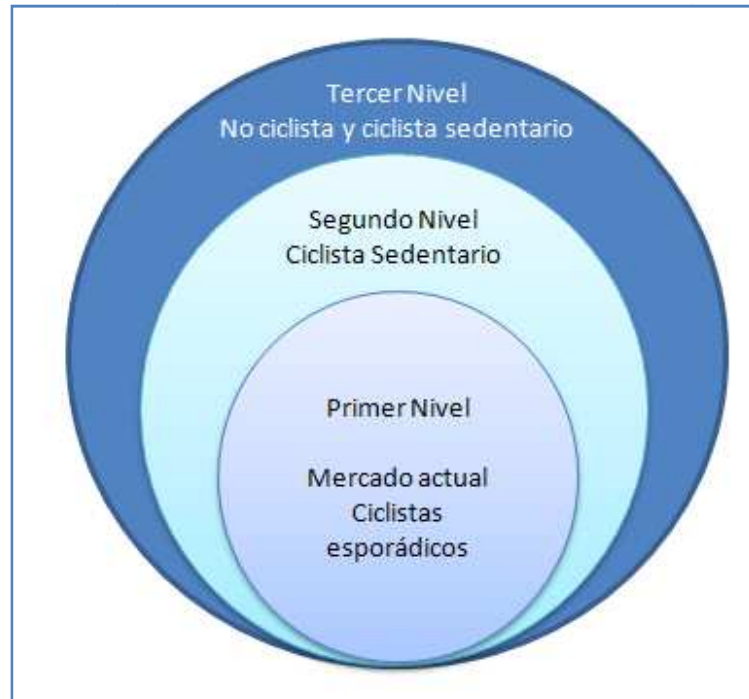 Tercer Nivel
No ciclista y ciclista sedentario
Segundo Nivel
Ciclista Sedentario
Primer Nivel
Mercado actual
Ciclistas
esporádicos